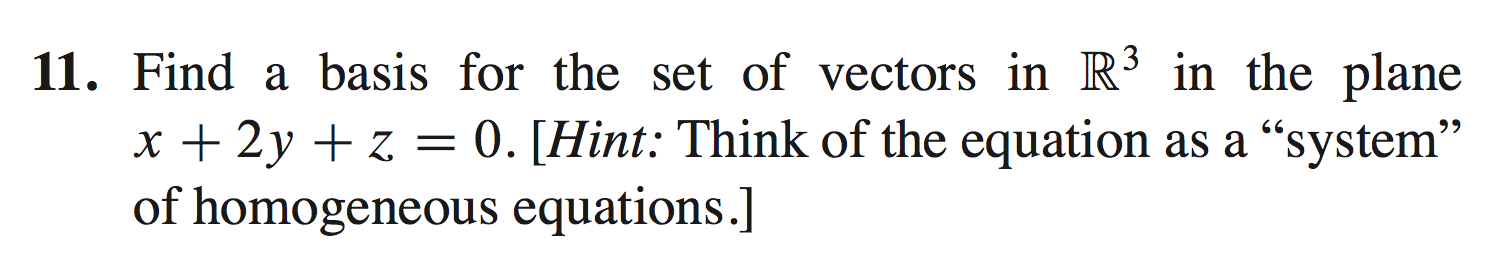 11. Find a basis for the set of vectors in ℝ³ in the plane
x + 2y + z = 0. [Hint: Think of the equation as a “system”
of homogeneous equations.]